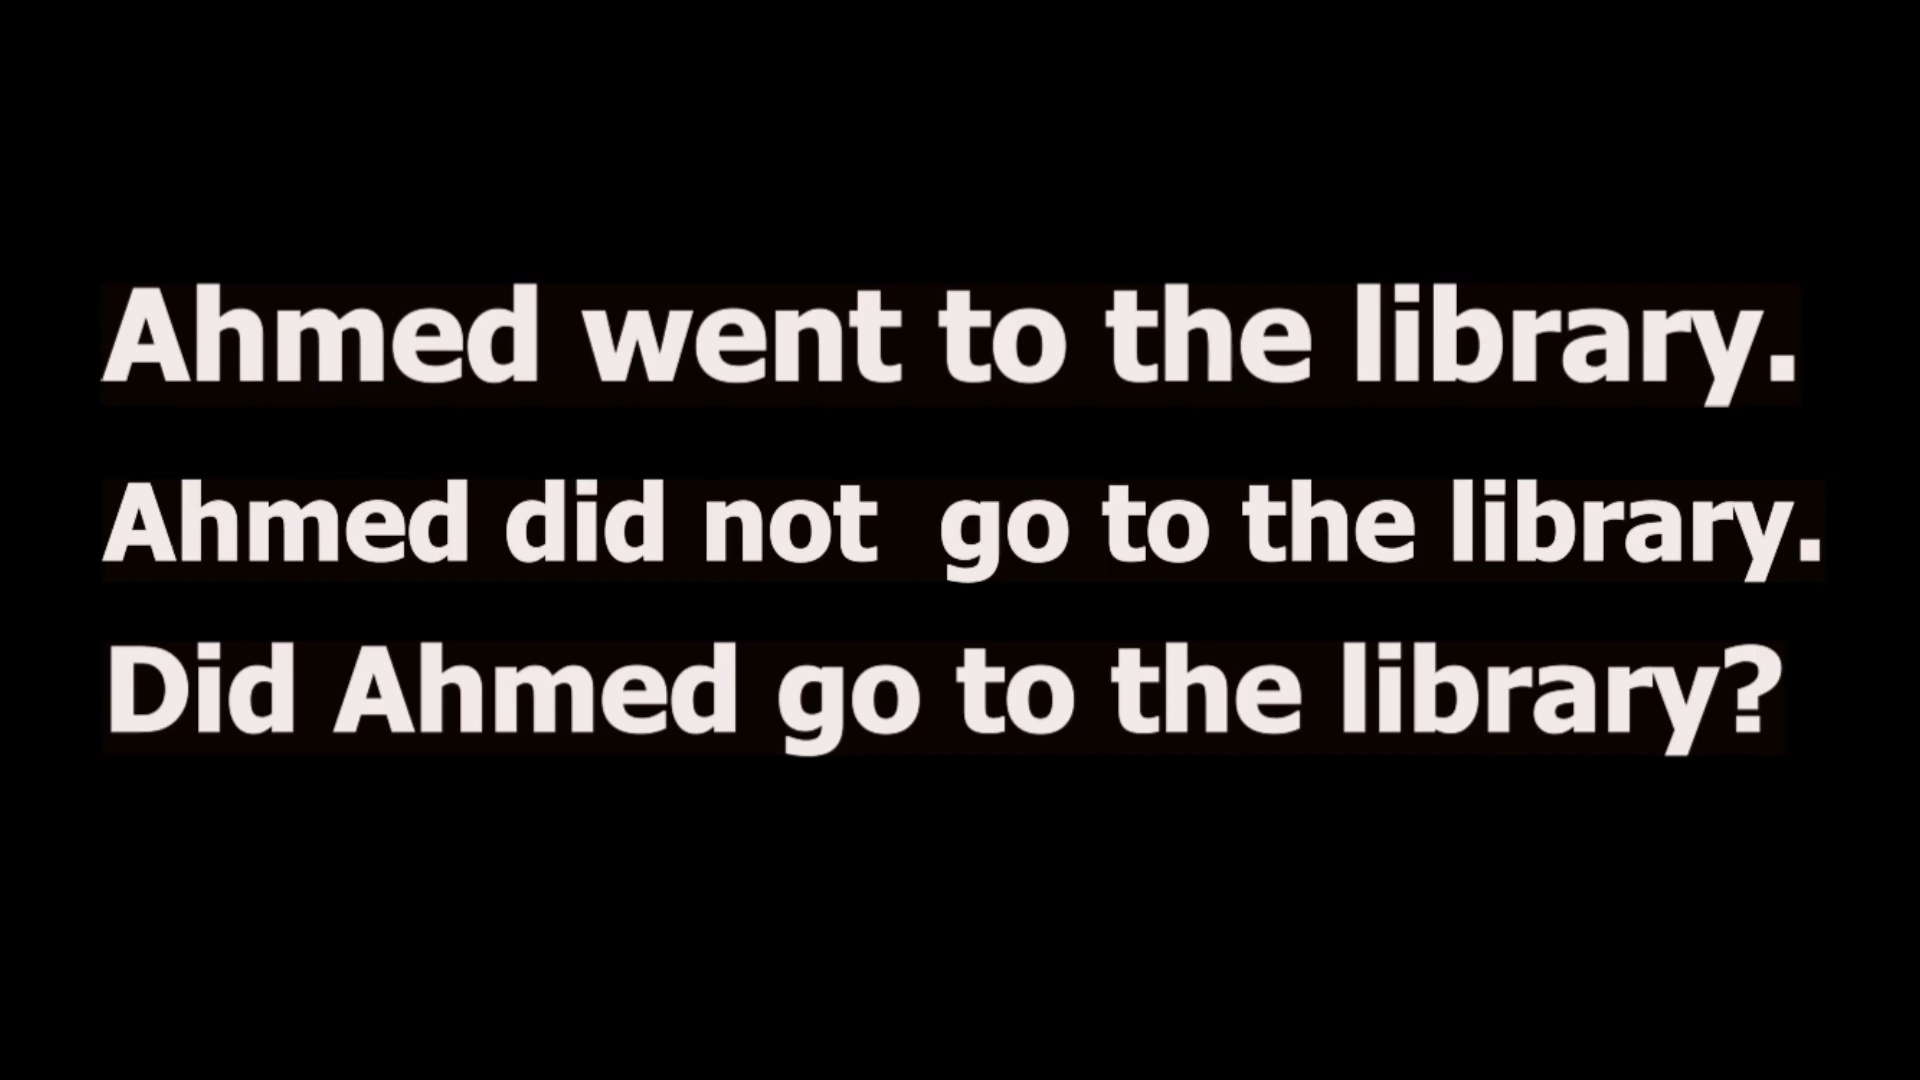 Ahmed went to the library.
Ahmed did not  go to the library.
Did Ahmed go to the library?